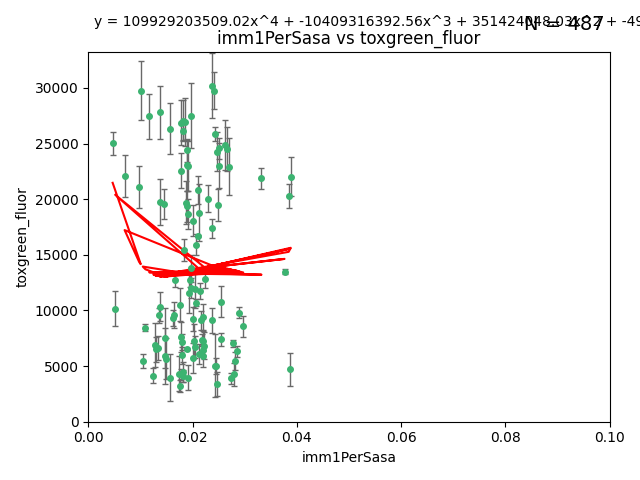 y = 109929203509.02x^4 + -10409316392.56x^3 + 351424048.03x^2 + -49
N = 487
imm1PerSasa vs toxgreen_fluor
30000
25000
20000
15000
10000
5000
0
toxgreen_fluor
0.00 0.02 0.04 0.06 0.08 0.10
imm1PerSasa